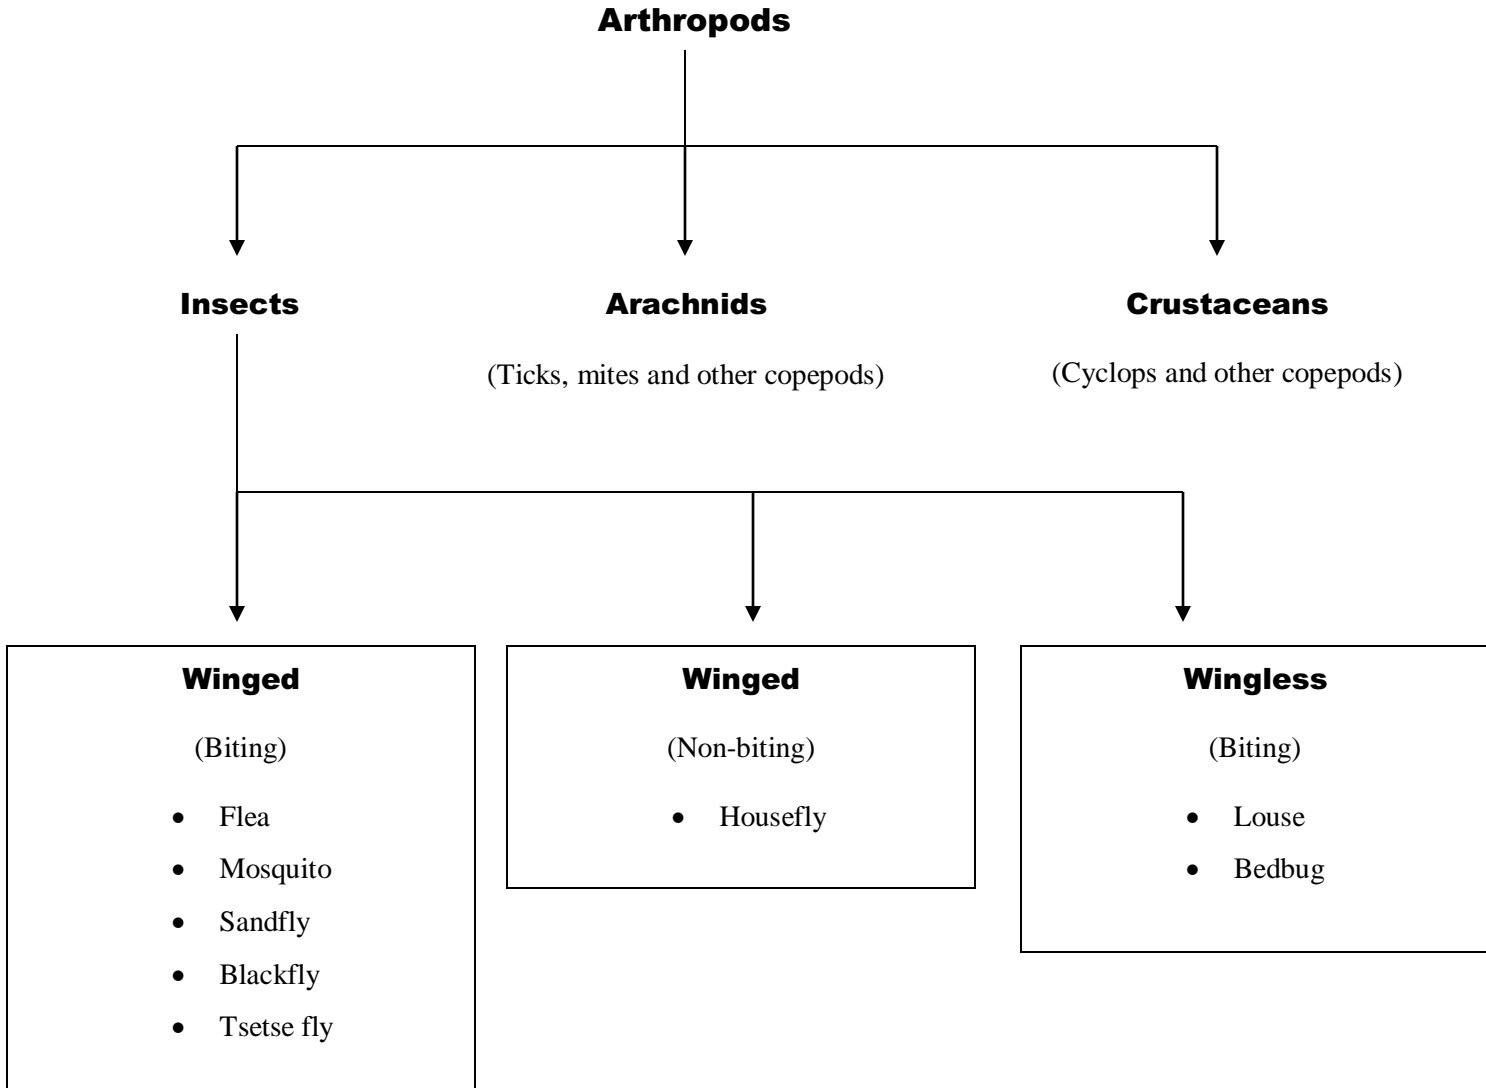 Arthropods
Insects
Arachnids
Crustaceans
(Ticks, mites and other copepods)
(Cyclops and other copepods)
Winged
(Biting)
• Flea
• Mosquito
• Sandfly
• Blackfly
• Tsetse fly
Winged
(Non-biting)
• Housefly
Wingless
(Biting)
• Louse
• Bedbug